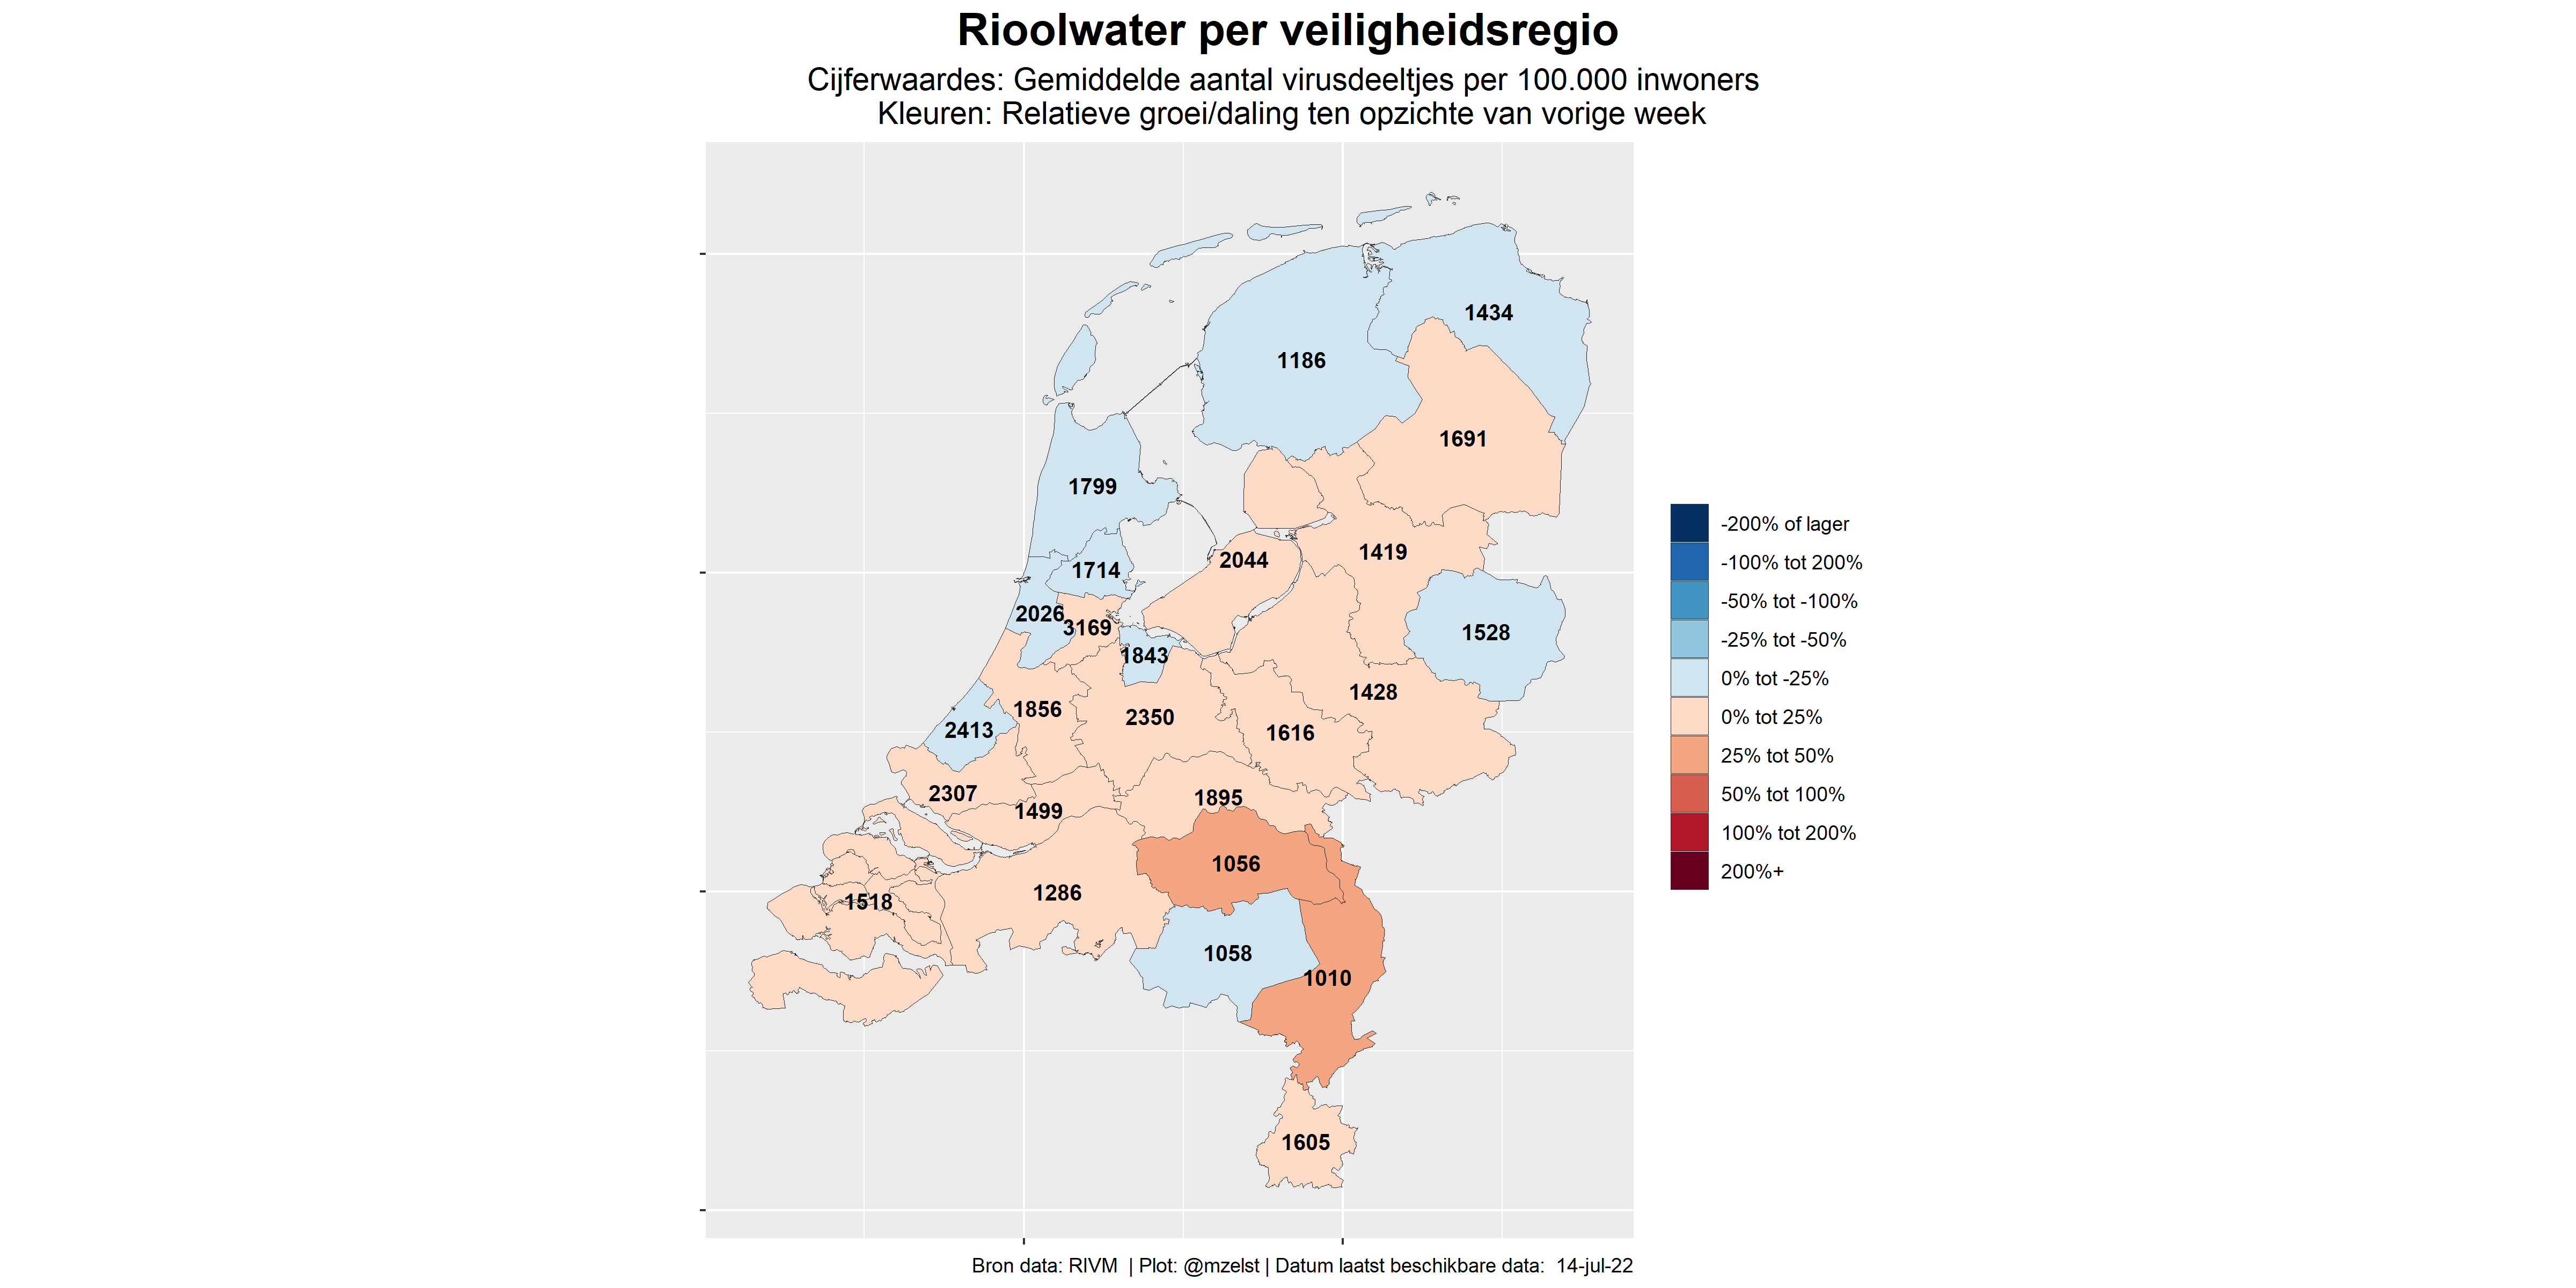 Rioolwater per veiligheidsregio
Cijferwaardes: Gemiddelde aantal virusdeeltjes per 100.000 inwoners
Kleuren: Relatieve groei/daling ten opzichte van vorige week
1434
1186
1691
1799
1419
2044
1714
2026
3169
1528
1843
1428
1856
2350
2413
1616
2307
1895
1499
1056
1286
1518
1058
1010
1605
-200% of lager
-100% tot 200%
-50% tot -100%
-25% tot -50%
0% tot -25%
0% tot 25%
25% tot 50%
50% tot 100%
100% tot 200%
200%+
Bron data: RIVM | Plot: @mzelst | Datum laatst beschikbare data: 14-jul-22